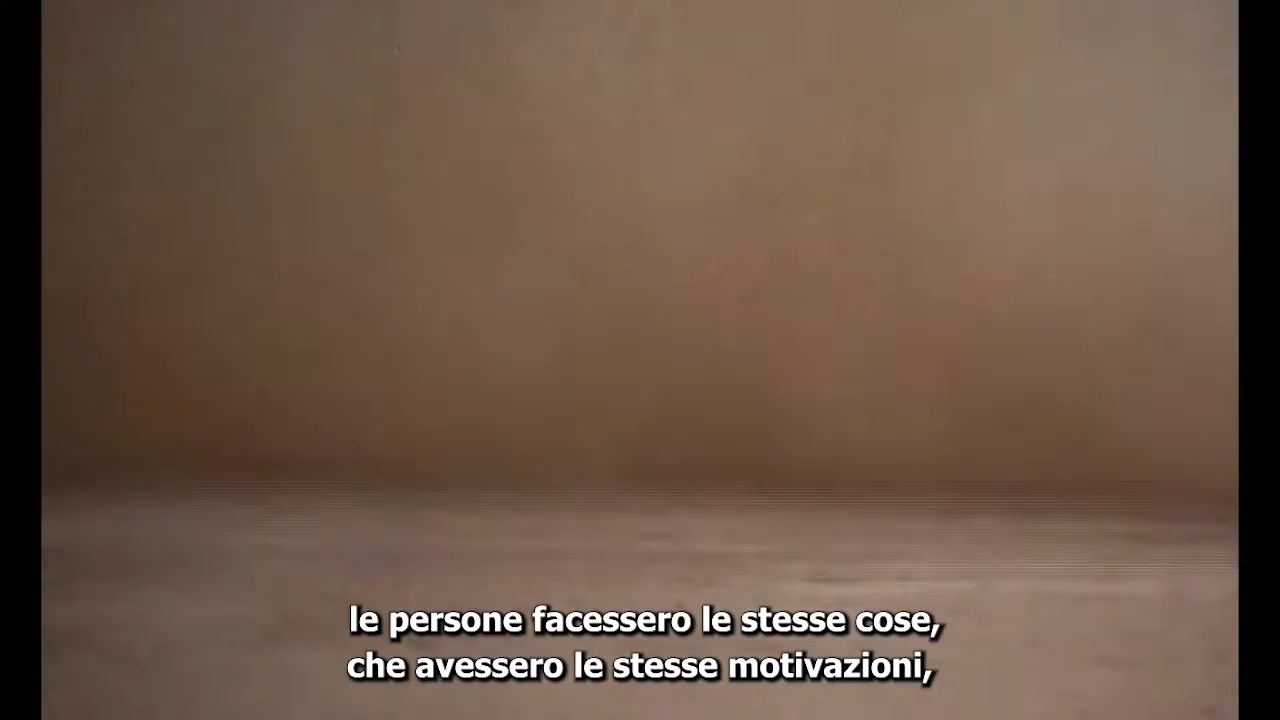 le persone facessero le stesse cose,
che avessero le stesse motivazioni,